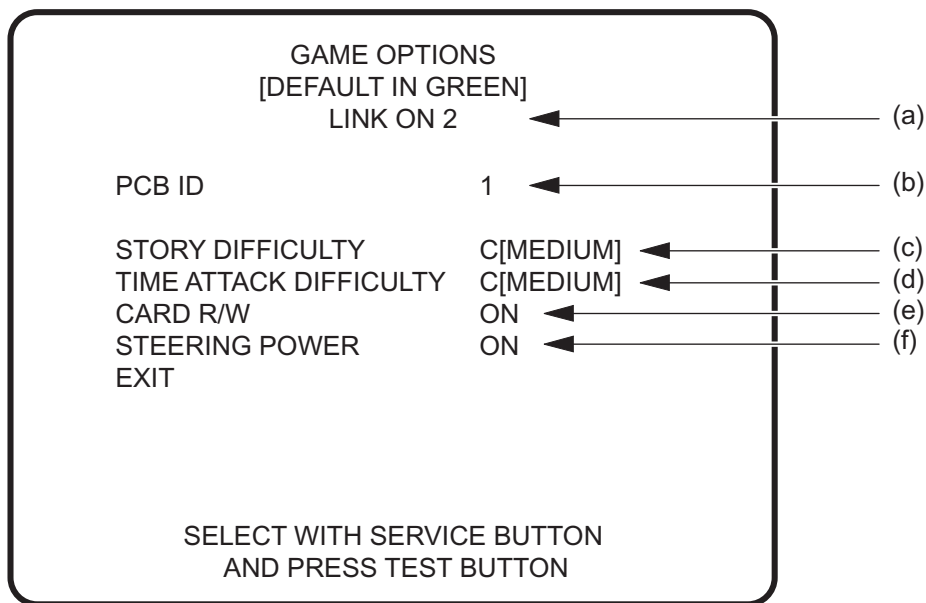 GAME OPTIONS
[DEFAULT IN GREEN]
LINK ON 2 (a)
PCB ID 1 (b)
STORY DIFFICULTY C[MEDIUM] (c)
TIME ATTACK DIFFICULTY C[MEDIUM] (d)
CARD R/W ON (e)
STEERING POWER ON (f)
EXIT
SELECT WITH SERVICE BUTTON
AND PRESS TEST BUTTON